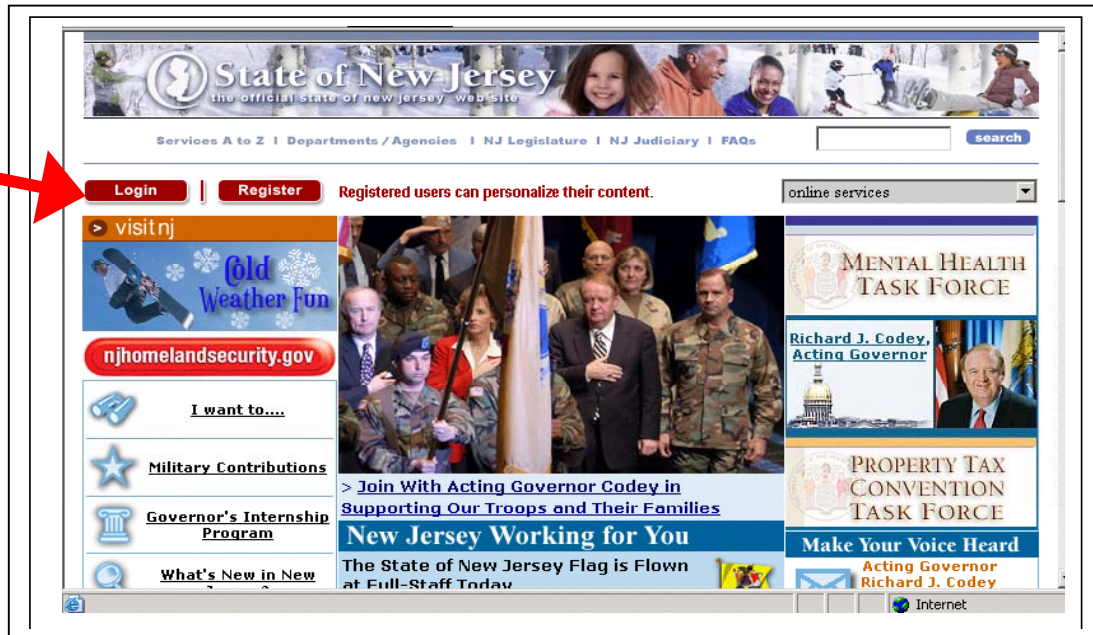 State of New Jersey
the official state of new jersey web site
Services A to Z | Departments / Agencies | NJ Legislature | NJ Judiciary | FAQs
search
Login | Register
Registered users can personalize their content.
online services
visitnj
Cold
Weather Fun
njhomelandsecurity.gov
I want to....
Military Contributions
Governor's Internship
Program
What's New in New
> Join With Acting Governor Codey in
Supporting Our Troops and Their Families
New Jersey Working for You
The State of New Jersey Flag is Flown
at Full-Staff Today
MENTAL HEALTH
TASK FORCE
Richard J. Codey,
Acting Governor
PROPERTY TAX
CONVENTION
TASK FORCE
Make Your Voice Heard
Acting Governor
Richard J. Codey
Internet